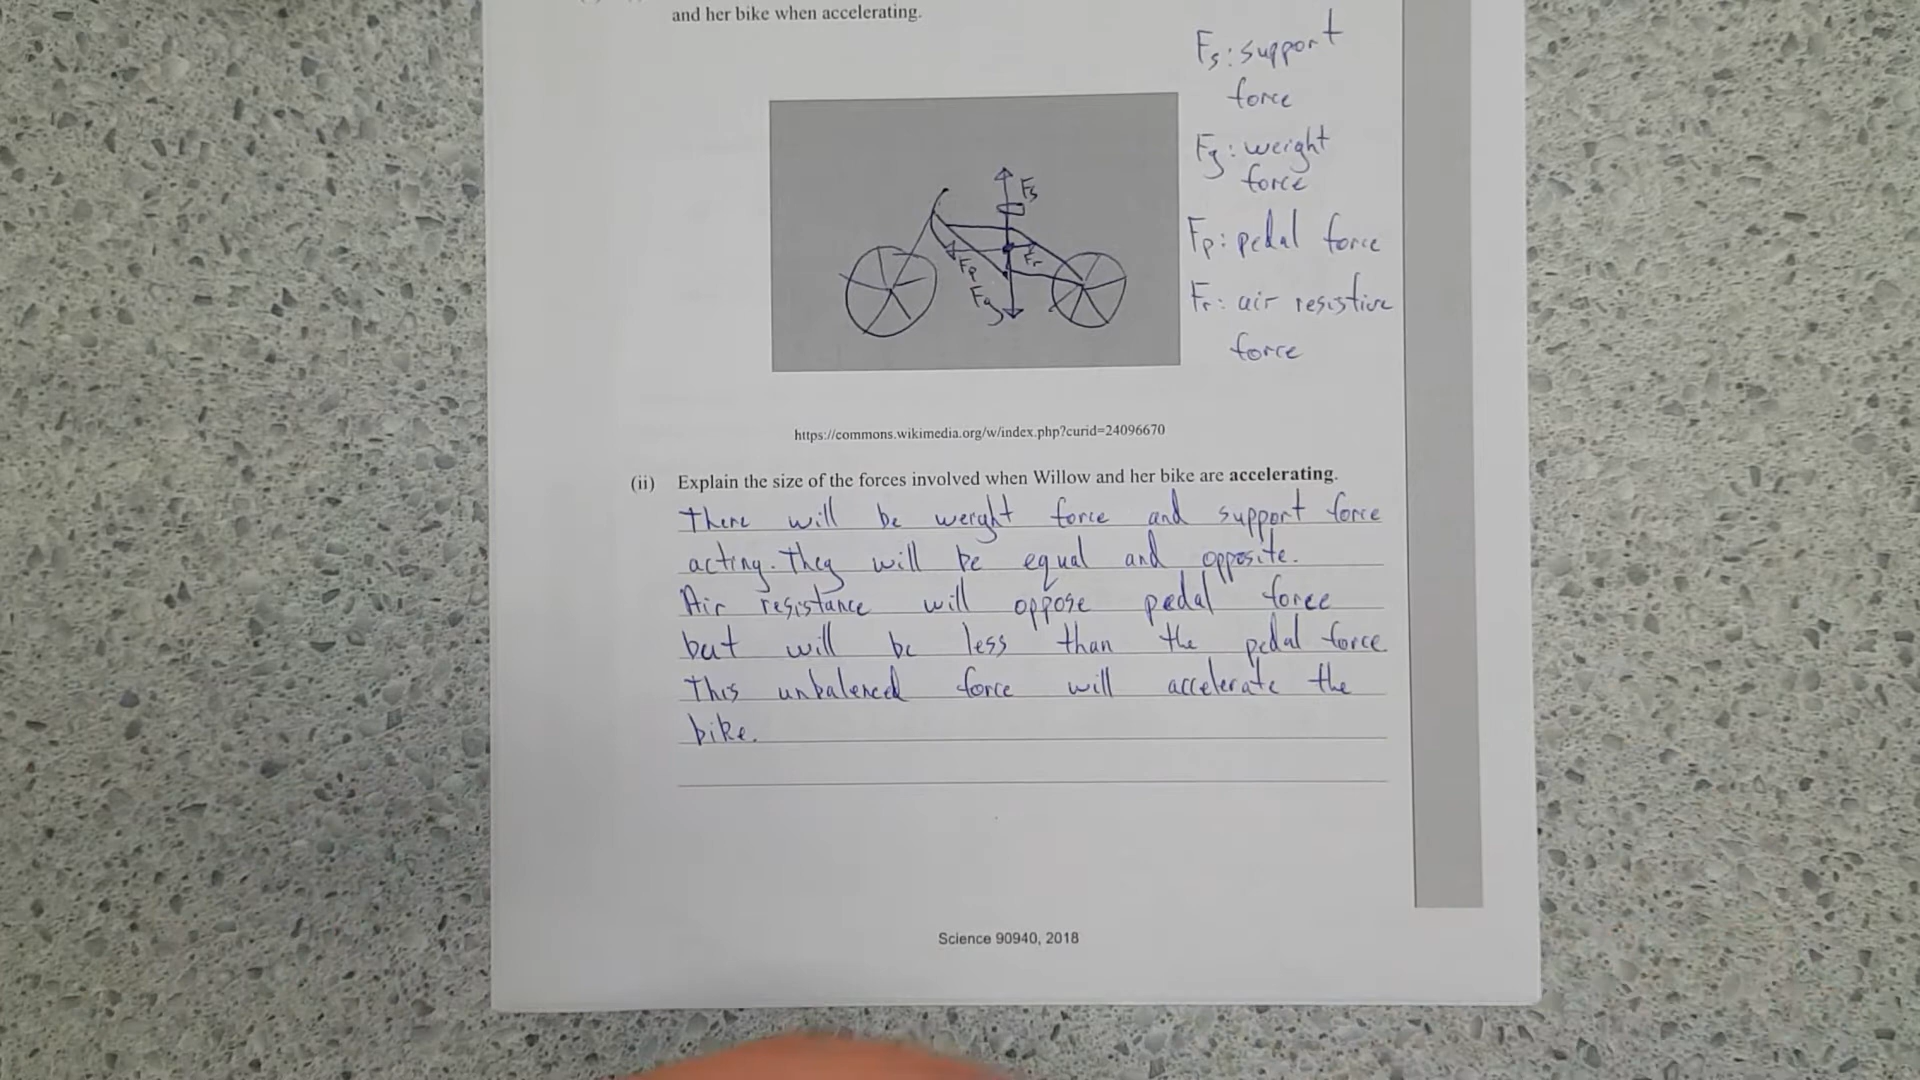 and her bike when accelerating.
Fs: support
force
Fg: weight
force
Fp: pedal force
Fr: air resistive
force
Fs
Fp
Fr
Fg
https://commons.wikimedia.org/w/index.php?curid=24096670
(ii) Explain the size of the forces involved when Willow and her bike are accelerating.
There will be weight force and support force
acting. They will be equal and opposite.
Air resistance will oppose pedal force
but will be less than the pedal force
This unbalenced force will accelerate the
bike.
Science 90940, 2018